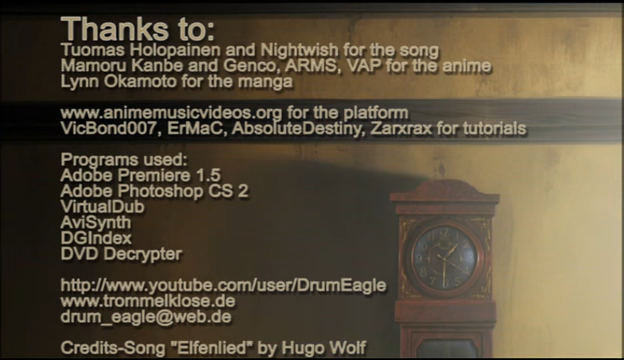 Thanks to:
Tuomas Holopainen and Nightwish for the song
Mamoru Kanbe and Genco, ARMS, VAP for the anime
Lynn Okamoto for the manga
www.animemusicvideos.org for the platform
VicBond007, ErMaC, AbsoluteDestiny, Zarxrax for tutorials
Programs used:
Adobe Premiere 1.5
Adobe Photoshop CS 2
VirtualDub
AviSynth
DGIndex
DVD Decrypter
http://www.youtube.com/user/DrumEagle
www.trommelklose.de
drum_eagle@web.de
Credits-Song "Elfenlied" by Hugo Wolf